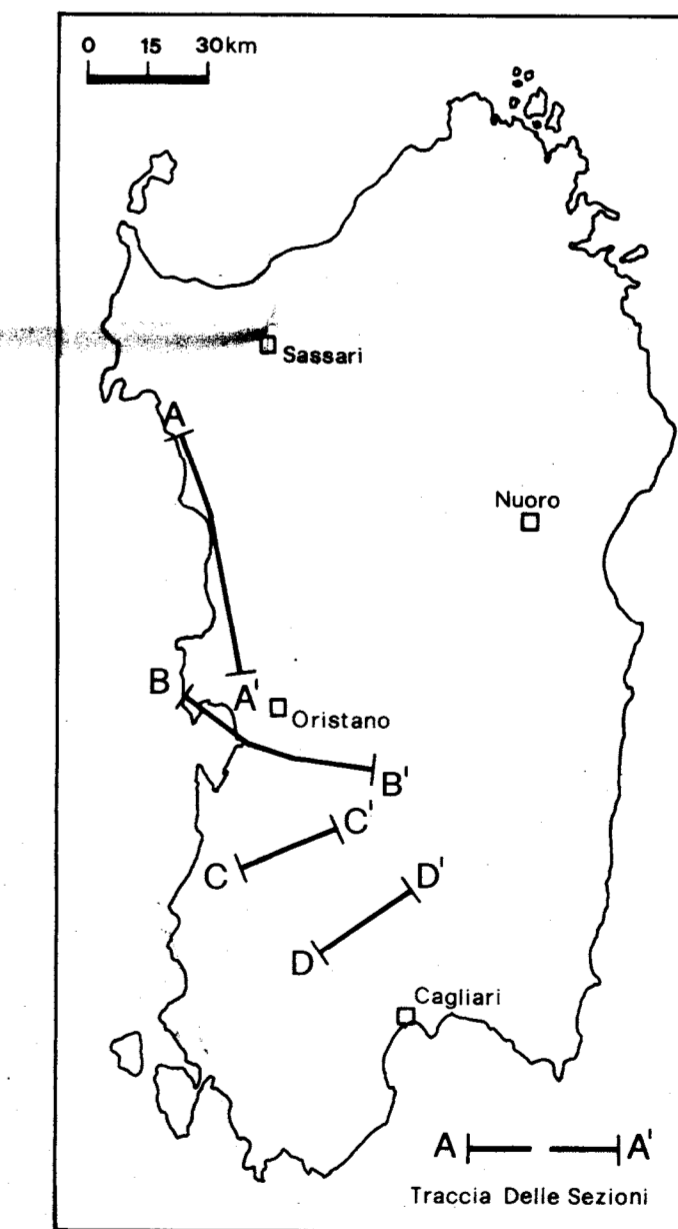 0 15 30km
Sassari
A
Nuoro
B
A'
Oristano
B'
C'
C
D'
D
Cagliari
A A'
Traccia Delle Sezioni